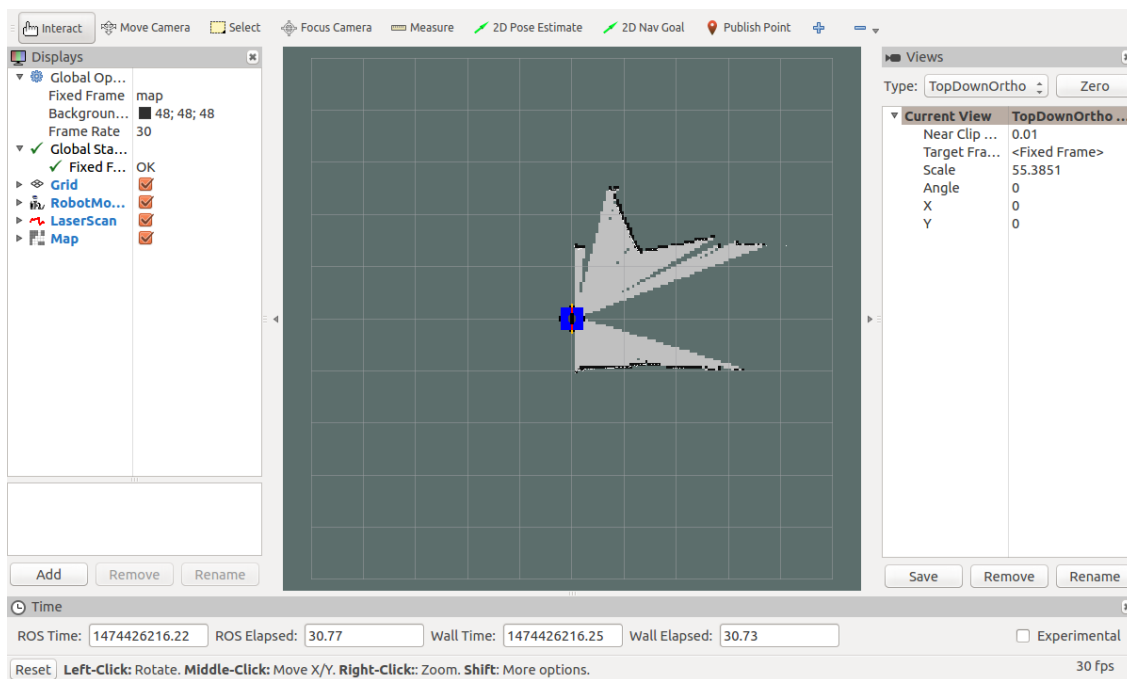 Interact Move Camera Select Focus Camera Measure 2D Pose Estimate 2D Nav Goal Publish Point
Displays
Global Op...
Fixed Frame map
Backgroun... 48; 48; 48
Frame Rate 30
Global Sta...
Fixed F... OK
Grid
RobotMo...
LaserScan
Map
Add Remove Rename
Views
Type: TopDownOrtho Zero
Current View TopDownOrtho ...
Near Clip ... 0.01
Target Fra... <Fixed Frame>
Scale 55.3851
Angle 0
X 0
Y 0
Save Remove Rename
Time
ROS Time: 1474426216.22 ROS Elapsed: 30.77 Wall Time: 1474426216.25 Wall Elapsed: 30.73 Experimental
Reset Left-Click: Rotate. Middle-Click: Move X/Y. Right-Click:: Zoom. Shift: More options. 30 fps